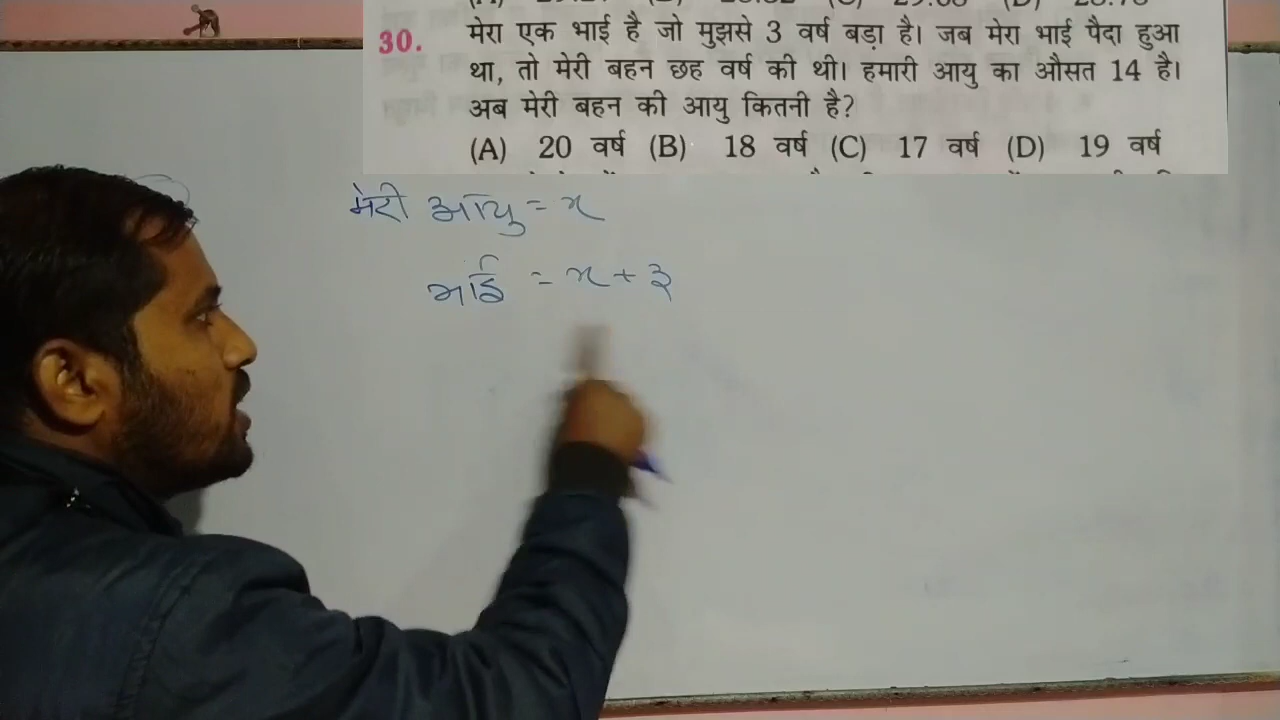 30. मेरा एक भाई है जो मुझसे 3 वर्ष बड़ा है। जब मेरा भाई पैदा हुआ
था, तो मेरी बहन छह वर्ष की थी। हमारी आयु का औसत 14 है।
अब मेरी बहन की आयु कितनी है?
(A) 20 वर्ष (B) 18 वर्ष (C) 17 वर्ष (D) 19 वर्ष
मेरी आयु = x
भाई = x + 3